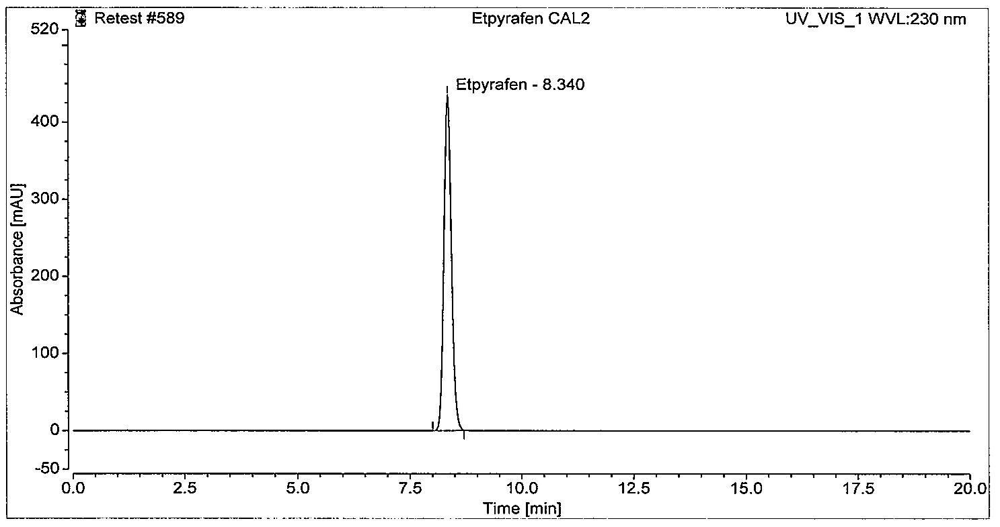 Retest #589 Etpyrafen CAL2 UV_VIS_1 WVL:230 nm
520
Etpyrafen - 8.340
400
300
200
100
0
-50
Absorbance [mAU]
0.0 2.5 5.0 7.5 10.0 12.5 15.0 17.5 20.0
Time [min]